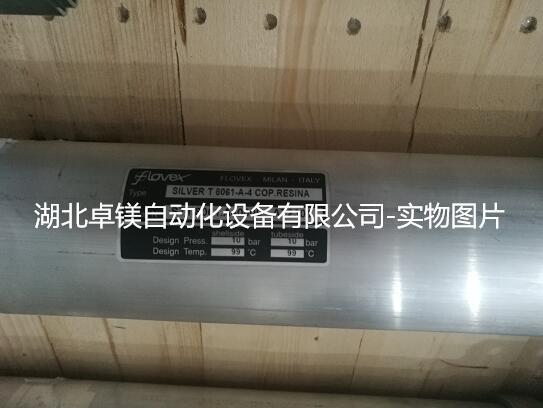 flovex
FLOVEX - MILAN - ITALY
Type SILVER T 6061-A-4 COP.RESINA
湖北卓镁自动化设备有限公司-实物图片
shellside tubeside
Design Press. 10 bar 10 bar
Design Temp. 99 °C 99 °C